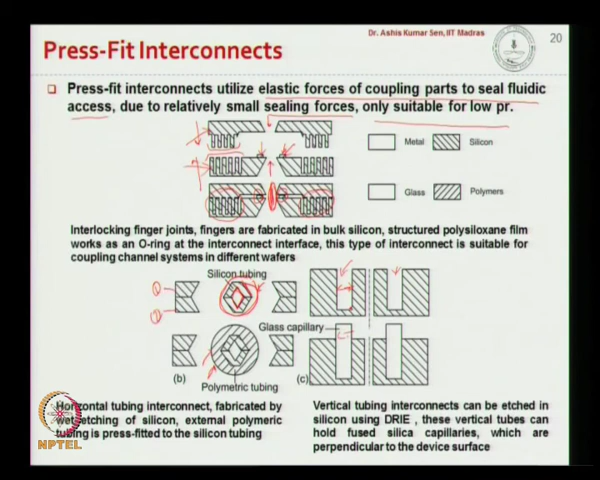 Dr. Ashis Kumar Sen, IIT Madras
20
Press-Fit Interconnects
Press-fit interconnects utilize elastic forces of coupling parts to seal fluidic
access, due to relatively small sealing forces, only suitable for low pr.
Metal
Silicon
Glass
Polymers
Interlocking finger joints, fingers are fabricated in bulk silicon, structured polysiloxane film
works as an O-ring at the interconnect interface, this type of interconnect is suitable for
coupling channel systems in different wafers
Silicon tubing
1
2
Glass capillary
(b)
(c)
Polymetric tubing
Horizontal tubing interconnect, fabricated by
wet etching of silicon, external polymeric
tubing is press-fitted to the silicon tubing
Vertical tubing interconnects can be etched in
silicon using DRIE , these vertical tubes can
hold fused silica capillaries, which are
perpendicular to the device surface
NPTEL